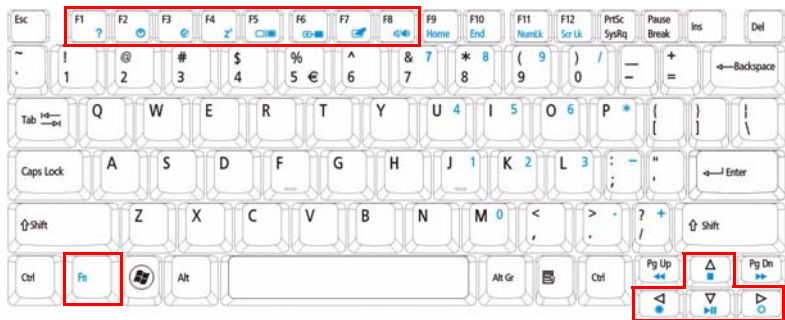 Esc F1 ? F2 F3 F4 Zz F5 F6 F7 F8 F9 Home F10 End F11 NumLk F12 Scr Lk PrtSc SysRq Pause Break Ins Del
~ ` ! 1 @ 2 # 3 $ 4 % 5 € ^ 6 & 7 7 * 8 8 ( 9 9 ) 0 / _ - + = Backspace
Tab Q W E R T Y U 4 I 5 O 6 P * { [ } ] | \
Caps Lock A S D F G H J 1 K 2 L 3 : ; - " ' Enter
Shift Z X C V B N M 0 < , > . . ? / + Shift
Ctrl Fn Alt Alt Gr Ctrl Pg Up Pg Dn